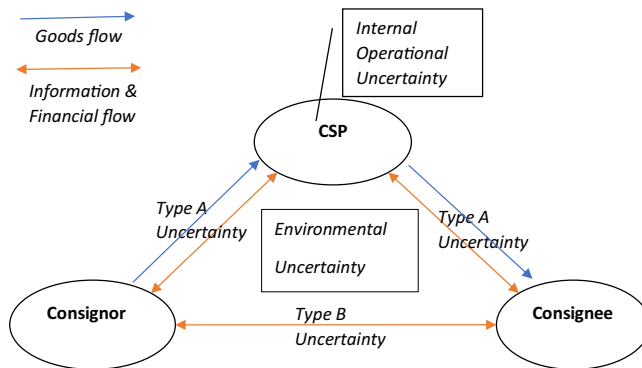 Goods flow
Information &
Financial flow
Internal
Operational
Uncertainty
CSP
Type A
Uncertainty
Environmental
Uncertainty
Type A
Uncertainty
Consignor
Type B
Uncertainty
Consignee